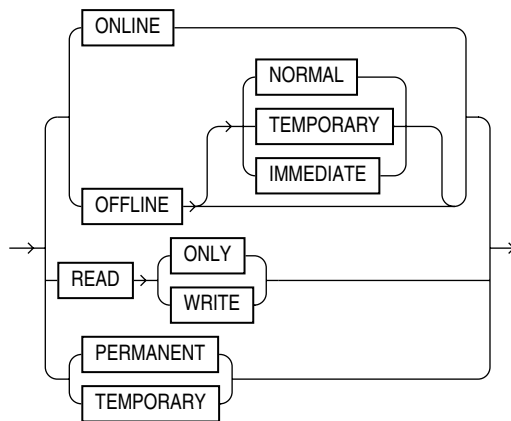 ONLINE
NORMAL
TEMPORARY
IMMEDIATE
OFFLINE
ONLY
READ
WRITE
PERMANENT
TEMPORARY